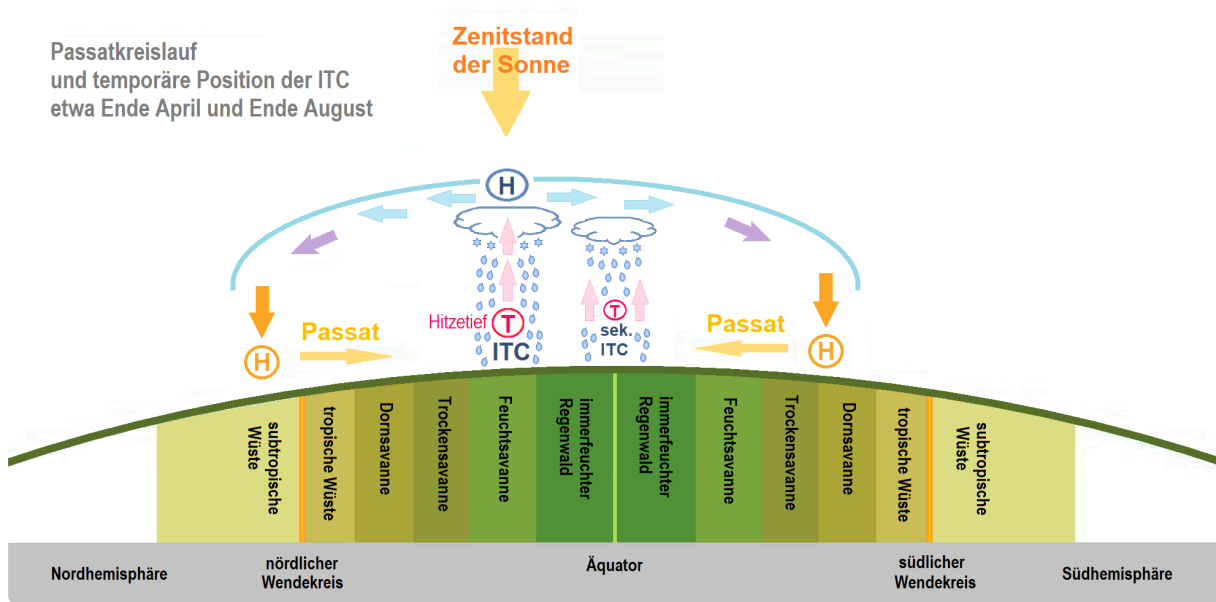 Passatkreislauf
und temporäre Position der ITC
etwa Ende April und Ende August
Zenitstand
der Sonne
H
Hitzetief
T
ITC
T
sek.
ITC
Passat
H
Passat
H
subtropische
Wüste
tropische Wüste
Dornsavanne
Trockensavanne
Feuchtsavanne
immerfeuchter
Regenwald
immerfeuchter
Regenwald
Feuchtsavanne
Trockensavanne
Dornsavanne
tropische Wüste
subtropische
Wüste
Nordhemisphäre
nördlicher
Wendekreis
Äquator
südlicher
Wendekreis
Südhemisphäre